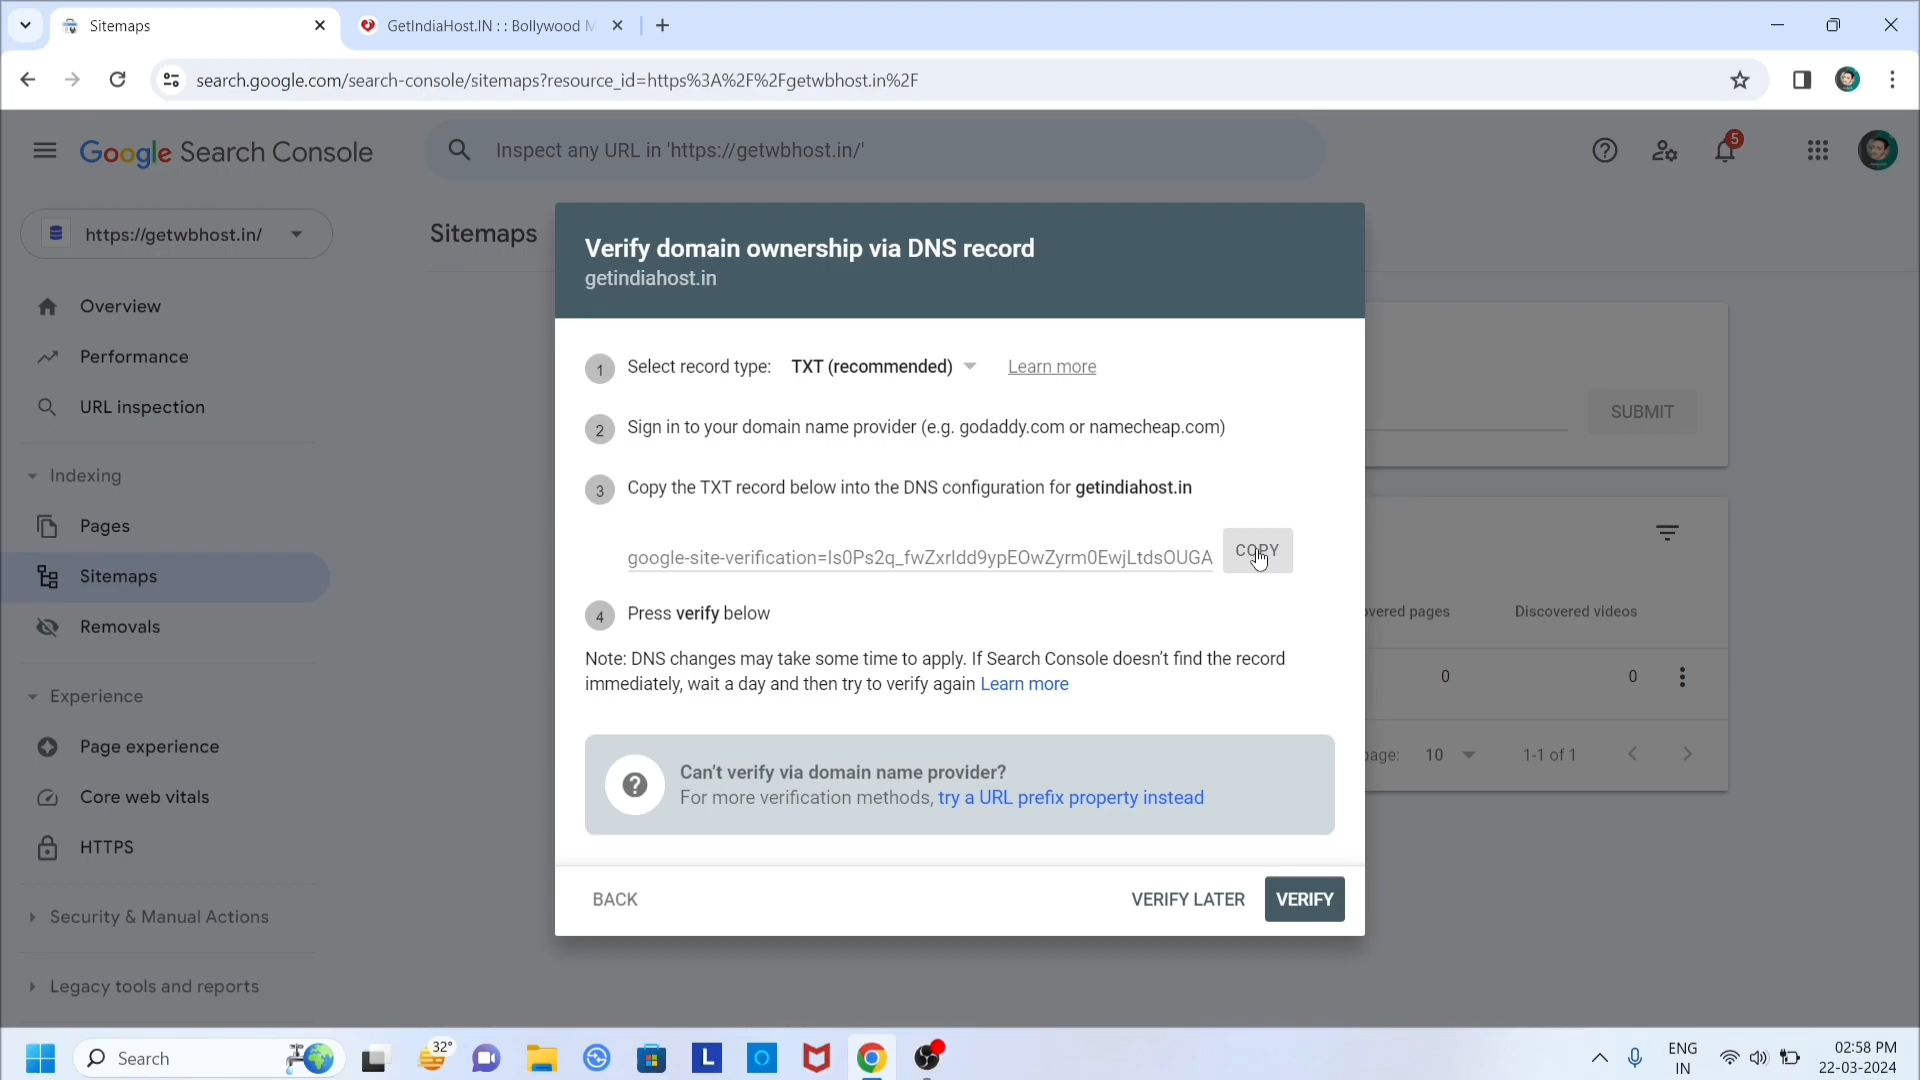 Sitemaps
GetIndiaHost.IN : : Bollywood M
search.google.com/search-console/sitemaps?resource_id=https%3A%2F%2Fgetwbhost.in%2F
Google Search Console
Inspect any URL in 'https://getwbhost.in/'
5
https://getwbhost.in/
Sitemaps
Overview
Performance
URL inspection
Indexing
Pages
Sitemaps
Removals
Experience
Page experience
Core web vitals
HTTPS
Security & Manual Actions
Legacy tools and reports
Verify domain ownership via DNS record
getindiahost.in
1 Select record type: TXT (recommended) Learn more
2 Sign in to your domain name provider (e.g. godaddy.com or namecheap.com)
3 Copy the TXT record below into the DNS configuration for getindiahost.in
google-site-verification=Is0Ps2q_fwZxrldd9ypEOwZyrm0EwjLtdsOUGA COPY
4 Press verify below
Note: DNS changes may take some time to apply. If Search Console doesn't find the record
immediately, wait a day and then try to verify again Learn more
Can't verify via domain name provider?
For more verification methods, try a URL prefix property instead
BACK VERIFY LATER VERIFY
SUBMIT
vered pages Discovered videos
0 0
page: 10 1-1 of 1
Search
32°
L
ENG
IN
02:58 PM
22-03-2024